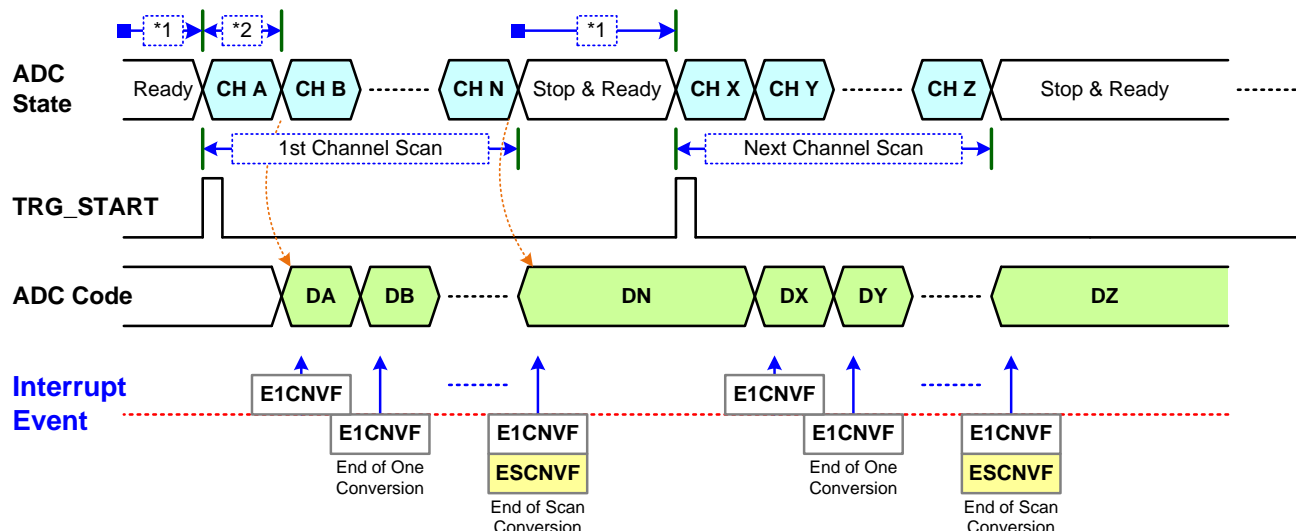 *1 *2 *1
ADC
State
Ready CH A CH B CH N Stop & Ready CH X CH Y CH Z Stop & Ready
1st Channel Scan Next Channel Scan
TRG_START
ADC Code DA DB DN DX DY DZ
Interrupt
Event
E1CNVF E1CNVF
E1CNVF E1CNVF E1CNVF E1CNVF
End of One
Conversion
ESCNVF
End of Scan
Conversion
End of One
Conversion
ESCNVF
End of Scan
Conversion